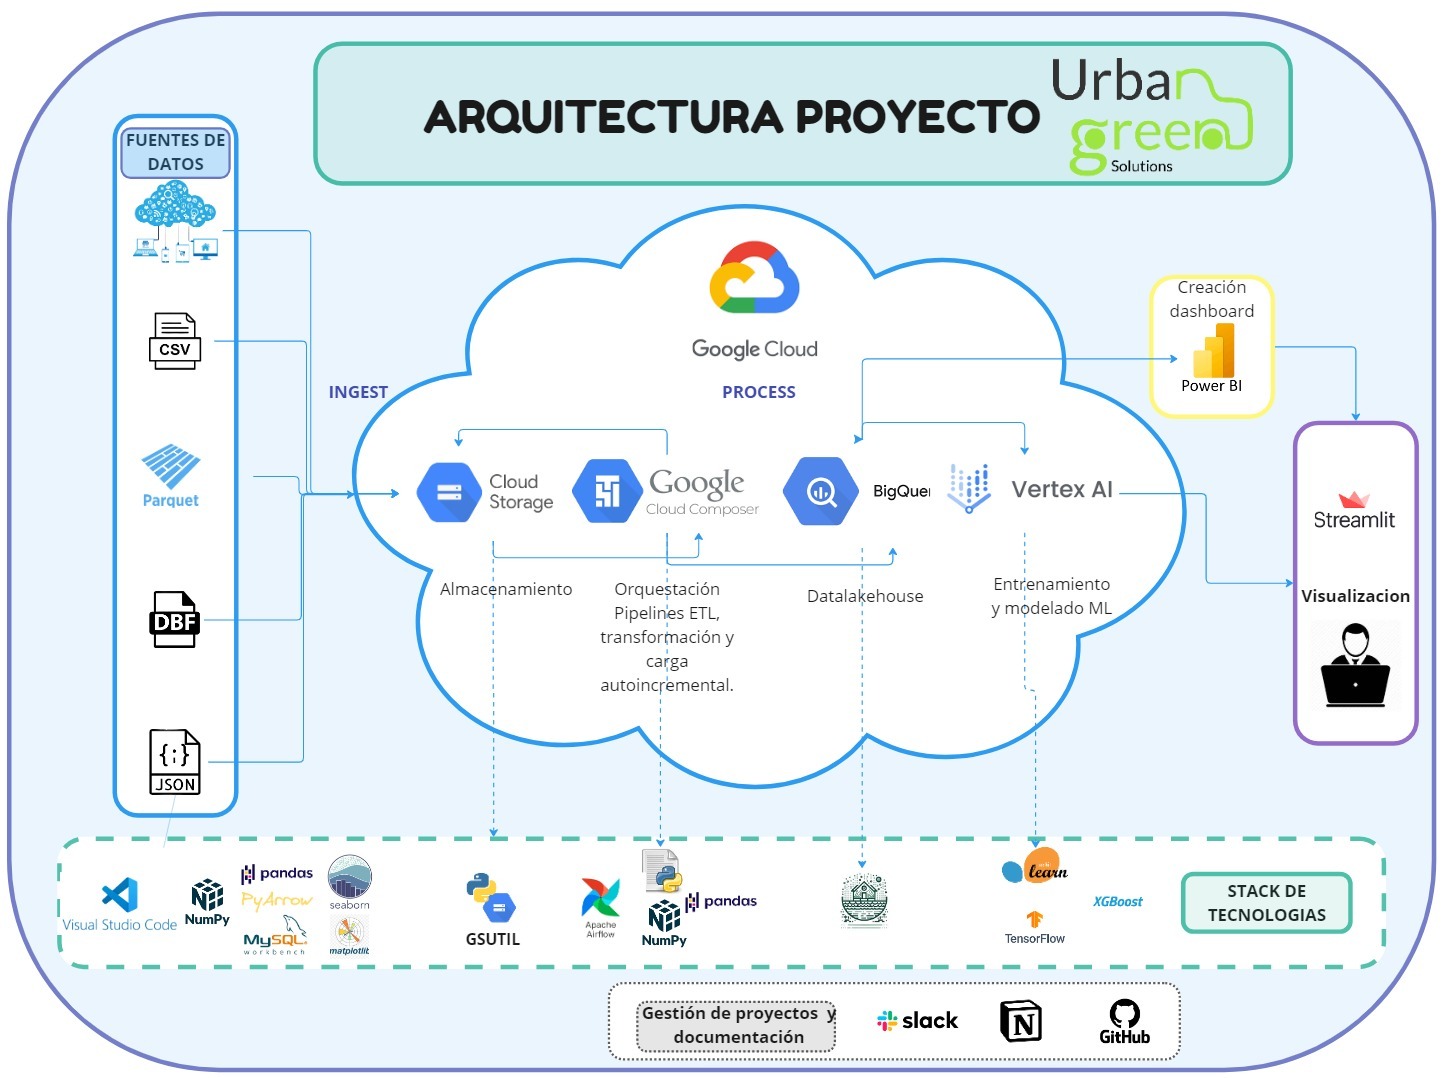 ARQUITECTURA PROYECTO
Urban
green
Solutions
FUENTES DE
DATOS
CSV
Parquet
DBF
{;}
JSON
Google Cloud
INGEST
PROCESS
Cloud
Storage
Google
Cloud Composer
BigQuer
Vertex AI
Almacenamiento
Orquestación
Pipelines ETL,
transformación y
carga
autoincremental.
Datalakehouse
Entrenamiento
y modelado ML
Creación
dashboard
Power BI
Streamlit
Visualizacion
Visual Studio Code
NumPy
pandas
PyArrow
MySQL
workbench
seaborn
matplotlit
GSUTIL
Apache
Airflow
NumPy
pandas
learn
TensorFlow
XGBoost
STACK DE
TECNOLOGIAS
Gestión de proyectos y
documentación
slack
N
GitHub